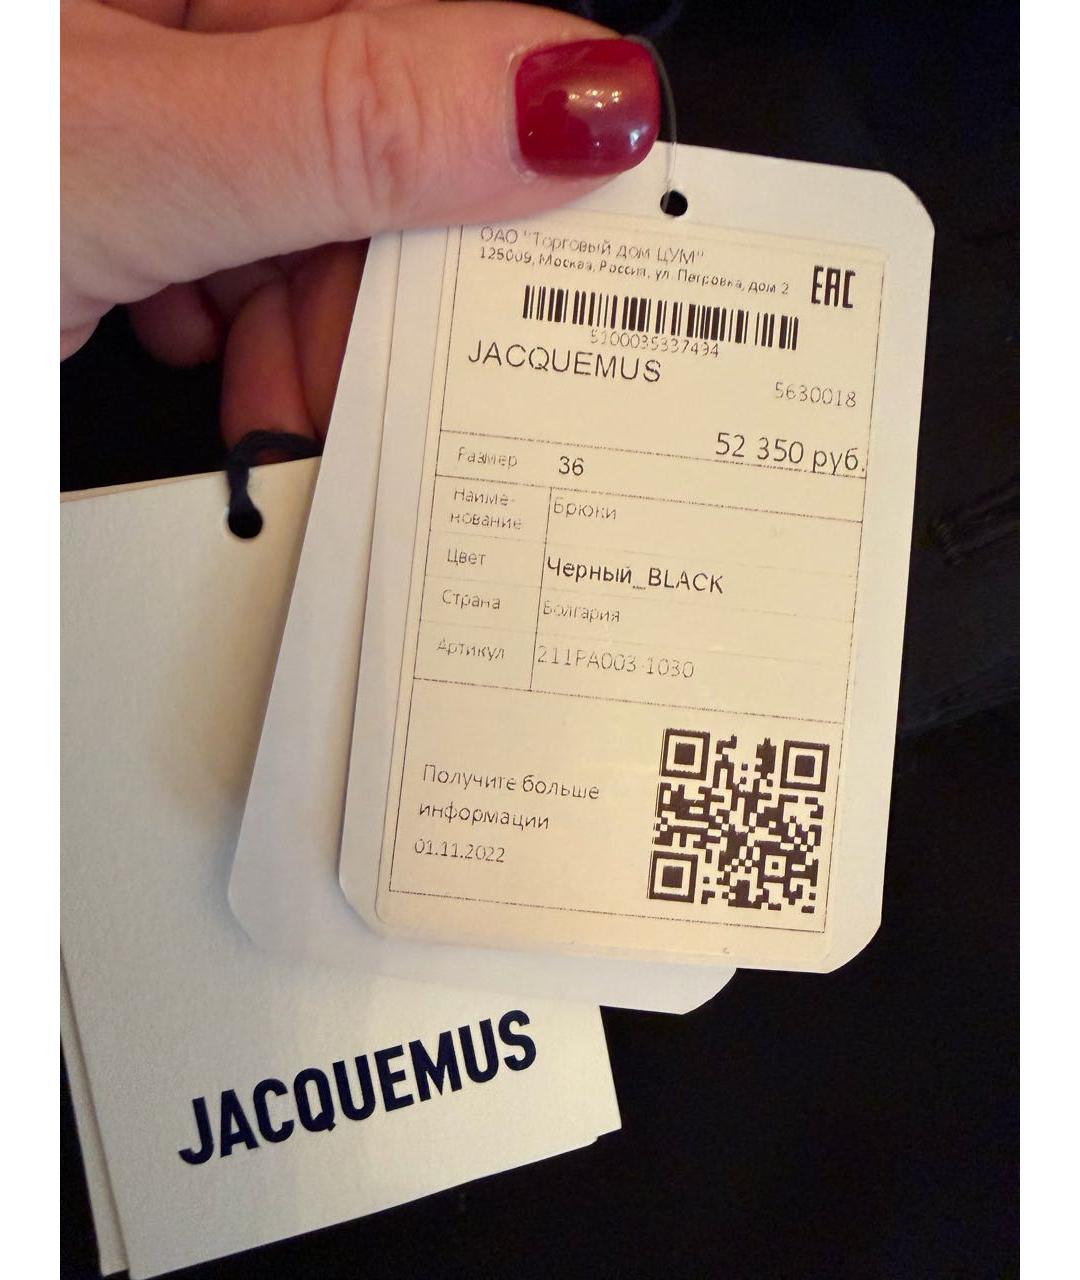 ОАО "Торговый дом ЦУМ"
125009, Москва, Россия, ул. Петровка, дом 2
EAC
5100035337494
JACQUEMUS
5630018
52 350 руб.
Размер 36
Наиме-
нование Брюки
Цвет Черный_BLACK
Страна Болгария
Артикул 211PA003-1030
Получите больше
информации
01.11.2022
JACQUEMUS